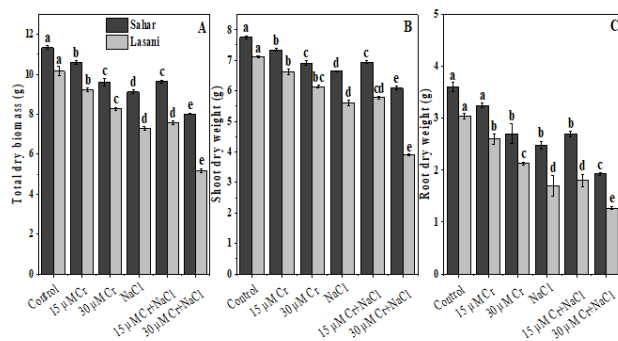 Total dry biomass (g)
14
12
10
8
6
4
2
0
A
Sahar
Lasani
a a b c c c d d c d e e
Control
15 µM Cr
30 µM Cr
NaCl
15 µM Cr+NaCl
30 µM Cr+NaCl
Shoot dry weight (g)
9
8
7
6
5
4
3
2
1
0
B
a a b b c bc d d c cd e e
Control
15 µM Cr
30 µM Cr
NaCl
15 µM Cr+NaCl
30 µM Cr+NaCl
Root dry weight (g)
5
4
3
2
1
0
C
a a a b b c b d b d c e
Control
15 µM Cr
30 µM Cr
NaCl
15 µM Cr+NaCl
30 µM Cr+NaCl